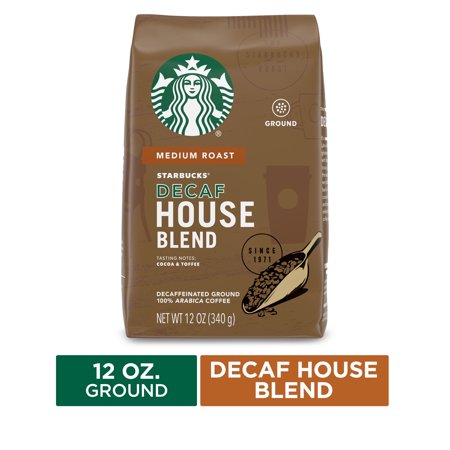 GROUND
MEDIUM ROAST
STARBUCKS®
DECAF
HOUSE
BLEND
SINCE
1971
TASTING NOTES:
COCOA & TOFFEE
DECAFFEINATED GROUND
100% ARABICA COFFEE
NET WT 12 OZ (340 g)
12 OZ.
GROUND
DECAF HOUSE
BLEND